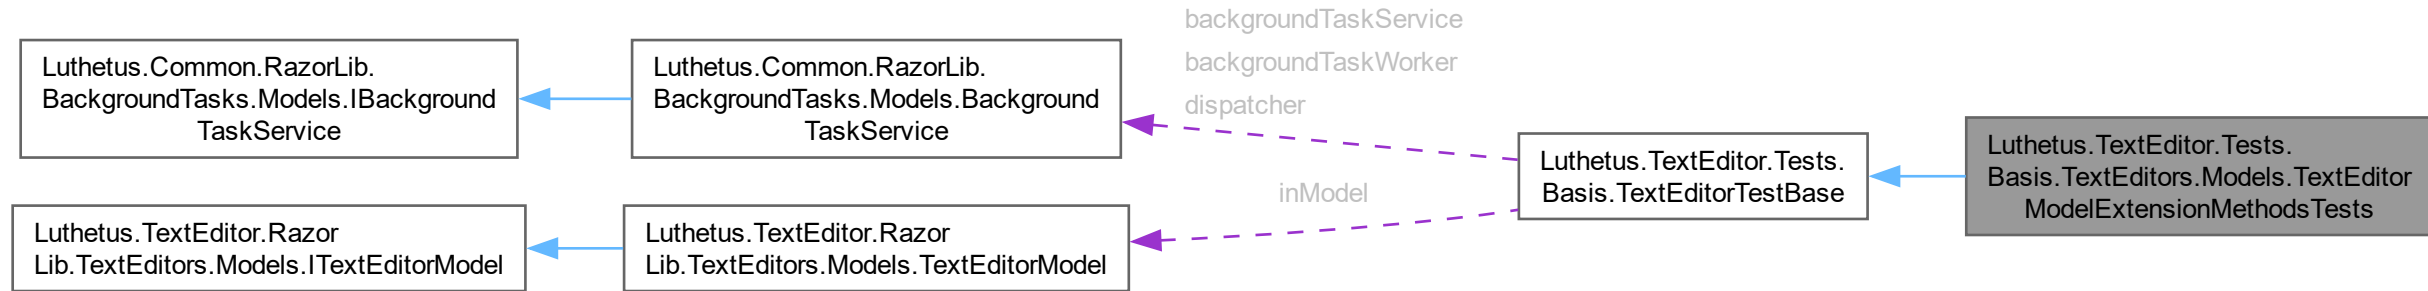 Luthetus.Common.RazorLib.
BackgroundTasks.Models.IBackground
TaskService
Luthetus.Common.RazorLib.
BackgroundTasks.Models.Background
TaskService
backgroundTaskService
backgroundTaskWorker
dispatcher
Luthetus.TextEditor.Razor
Lib.TextEditors.Models.ITextEditorModel
Luthetus.TextEditor.Razor
Lib.TextEditors.Models.TextEditorModel
inModel
Luthetus.TextEditor.Tests.
Basis.TextEditorTestBase
Luthetus.TextEditor.Tests.
Basis.TextEditors.Models.TextEditor
ModelExtensionMethodsTests